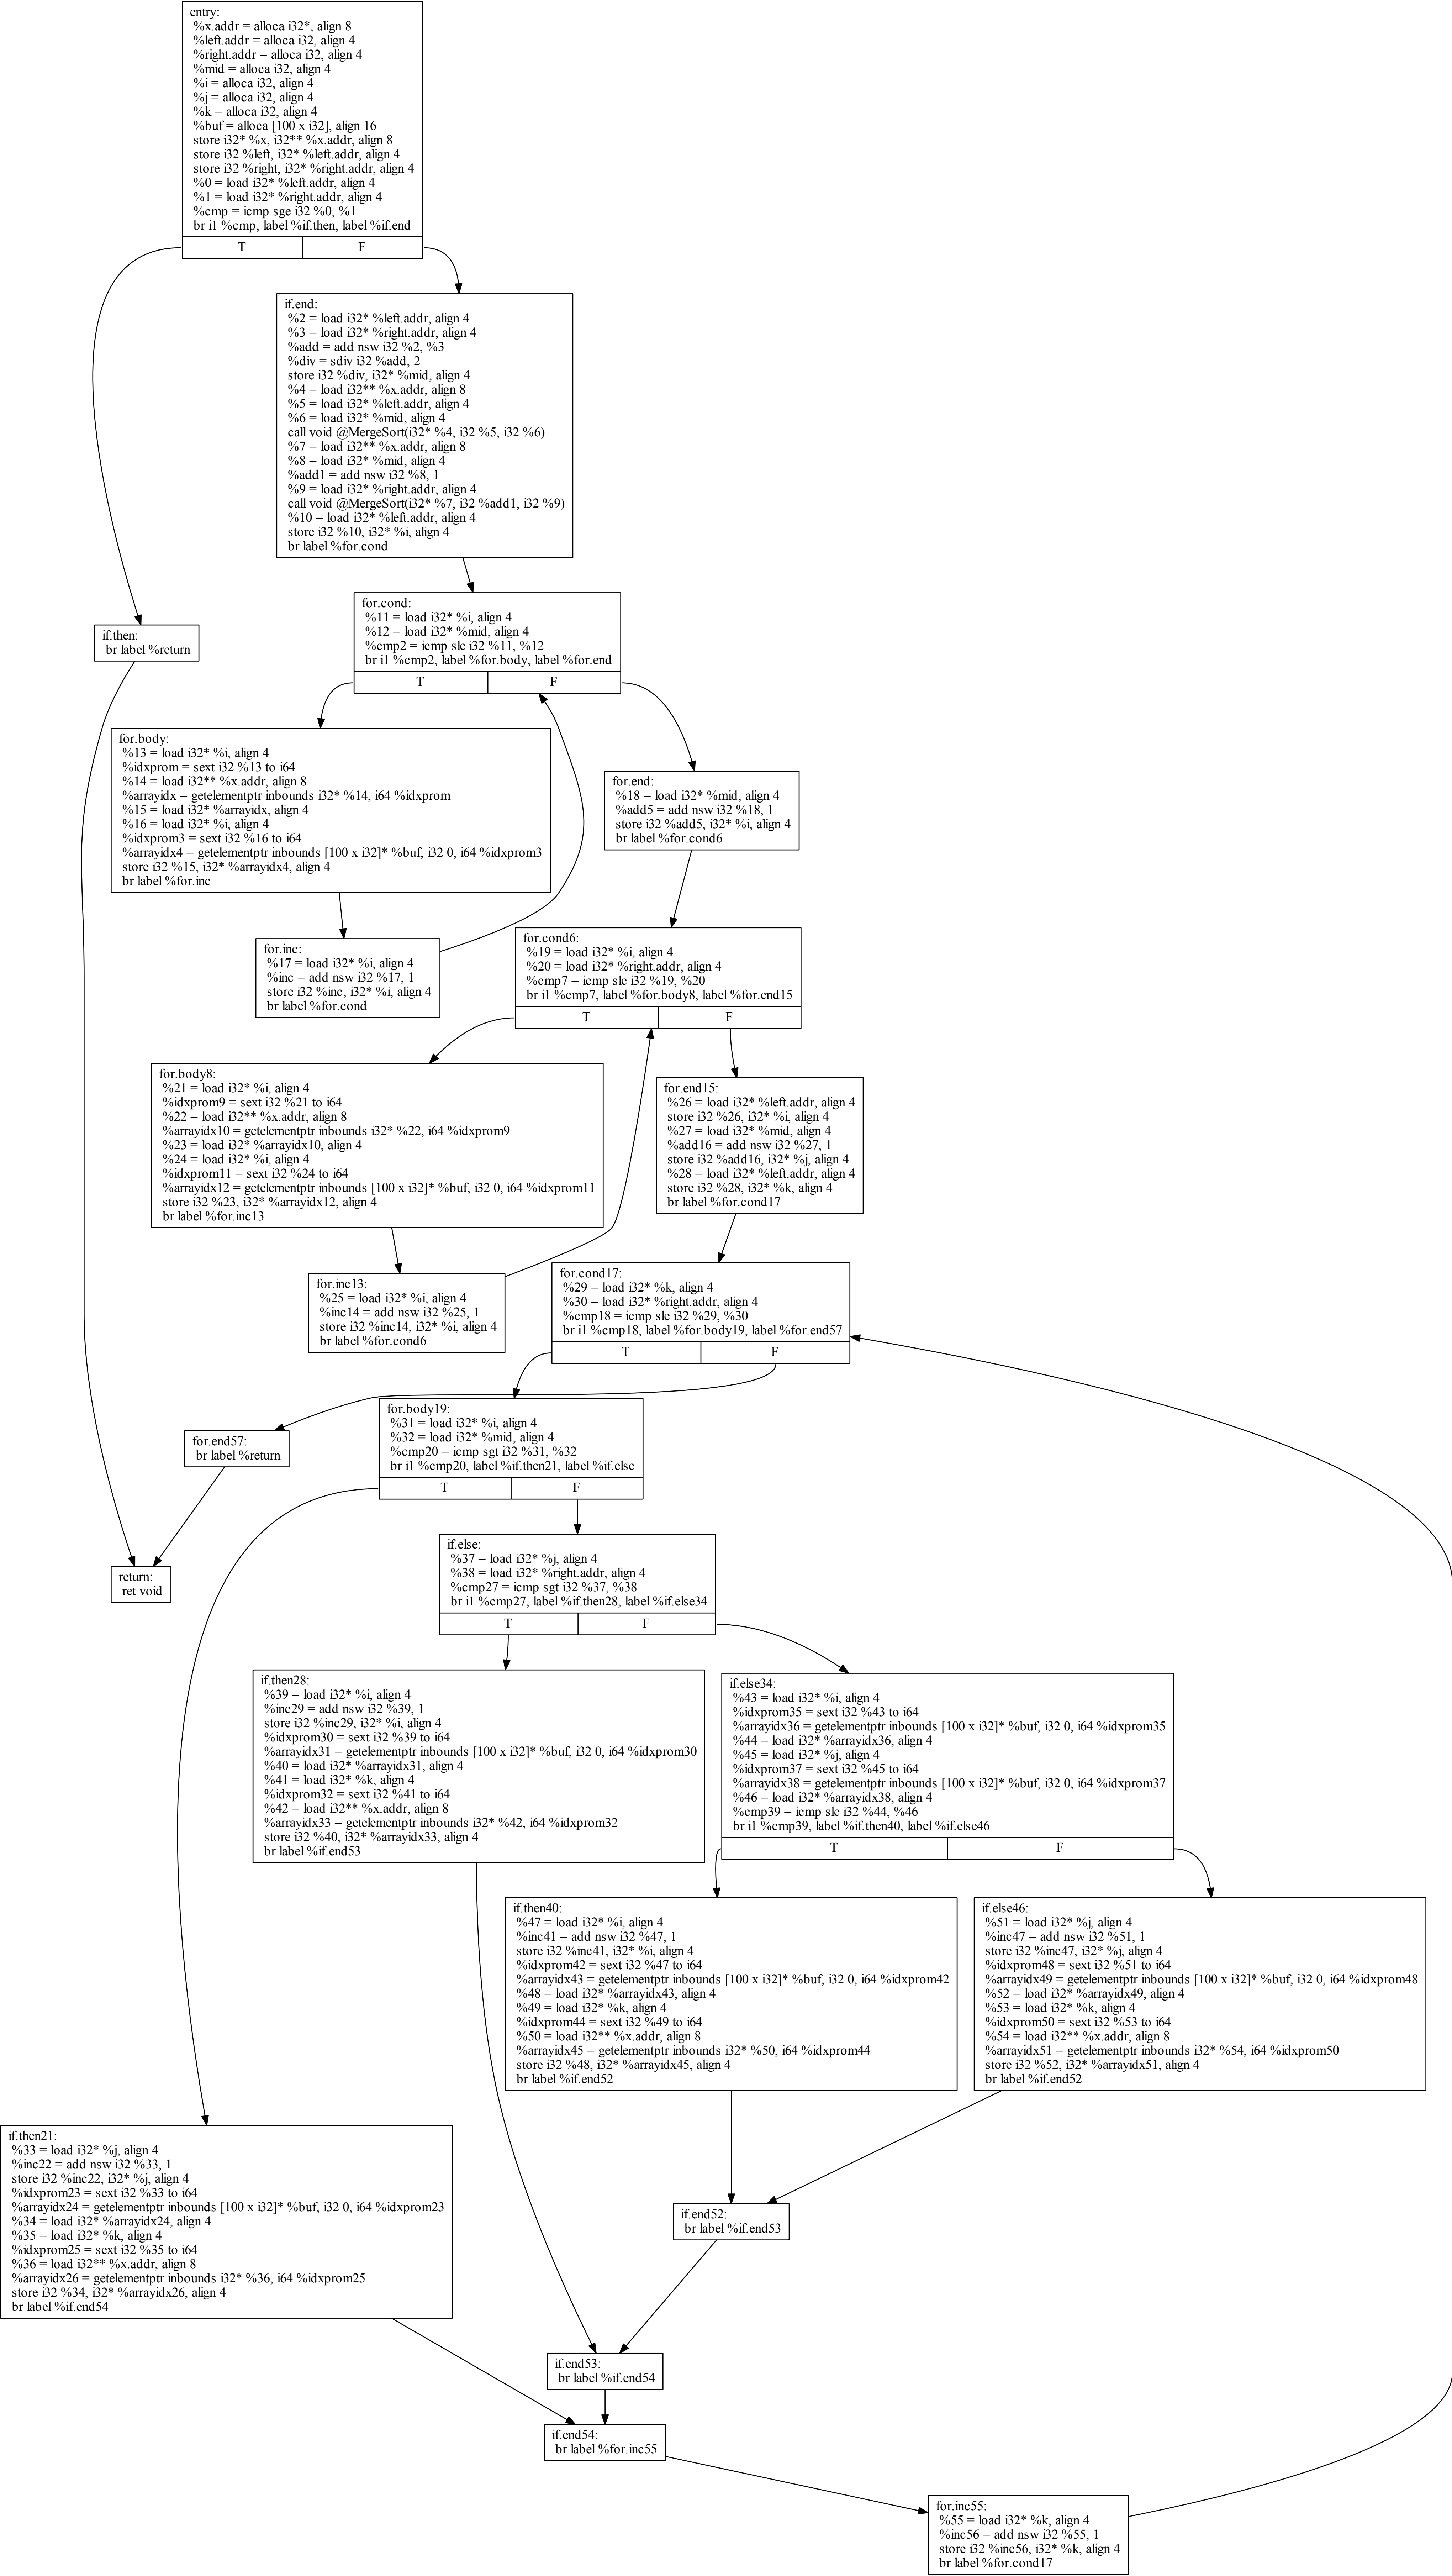 entry:
%x.addr = alloca i32*, align 8
%left.addr = alloca i32, align 4
%right.addr = alloca i32, align 4
%mid = alloca i32, align 4
%i = alloca i32, align 4
%j = alloca i32, align 4
%k = alloca i32, align 4
%buf = alloca [100 x i32], align 16
store i32* %x, i32** %x.addr, align 8
store i32 %left, i32* %left.addr, align 4
store i32 %right, i32* %right.addr, align 4
%0 = load i32* %left.addr, align 4
%1 = load i32* %right.addr, align 4
%cmp = icmp sge i32 %0, %1
br i1 %cmp, label %if.then, label %if.end
T F
if.end:
%2 = load i32* %left.addr, align 4
%3 = load i32* %right.addr, align 4
%add = add nsw i32 %2, %3
%div = sdiv i32 %add, 2
store i32 %div, i32* %mid, align 4
%4 = load i32** %x.addr, align 8
%5 = load i32* %left.addr, align 4
%6 = load i32* %mid, align 4
call void @MergeSort(i32* %4, i32 %5, i32 %6)
%7 = load i32** %x.addr, align 8
%8 = load i32* %mid, align 4
%add1 = add nsw i32 %8, 1
%9 = load i32* %right.addr, align 4
call void @MergeSort(i32* %7, i32 %add1, i32 %9)
%10 = load i32* %left.addr, align 4
store i32 %10, i32* %i, align 4
br label %for.cond
for.cond:
%11 = load i32* %i, align 4
%12 = load i32* %mid, align 4
%cmp2 = icmp sle i32 %11, %12
br i1 %cmp2, label %for.body, label %for.end
T F
if.then:
br label %return
for.body:
%13 = load i32* %i, align 4
%idxprom = sext i32 %13 to i64
%14 = load i32** %x.addr, align 8
%arrayidx = getelementptr inbounds i32* %14, i64 %idxprom
%15 = load i32* %arrayidx, align 4
%16 = load i32* %i, align 4
%idxprom3 = sext i32 %16 to i64
%arrayidx4 = getelementptr inbounds [100 x i32]* %buf, i32 0, i64 %idxprom3
store i32 %15, i32* %arrayidx4, align 4
br label %for.inc
for.end:
%18 = load i32* %mid, align 4
%add5 = add nsw i32 %18, 1
store i32 %add5, i32* %i, align 4
br label %for.cond6
for.inc:
%17 = load i32* %i, align 4
%inc = add nsw i32 %17, 1
store i32 %inc, i32* %i, align 4
br label %for.cond
for.cond6:
%19 = load i32* %i, align 4
%20 = load i32* %right.addr, align 4
%cmp7 = icmp sle i32 %19, %20
br i1 %cmp7, label %for.body8, label %for.end15
T F
for.body8:
%21 = load i32* %i, align 4
%idxprom9 = sext i32 %21 to i64
%22 = load i32** %x.addr, align 8
%arrayidx10 = getelementptr inbounds i32* %22, i64 %idxprom9
%23 = load i32* %arrayidx10, align 4
%24 = load i32* %i, align 4
%idxprom11 = sext i32 %24 to i64
%arrayidx12 = getelementptr inbounds [100 x i32]* %buf, i32 0, i64 %idxprom11
store i32 %23, i32* %arrayidx12, align 4
br label %for.inc13
for.end15:
%26 = load i32* %left.addr, align 4
store i32 %26, i32* %i, align 4
%27 = load i32* %mid, align 4
%add16 = add nsw i32 %27, 1
store i32 %add16, i32* %j, align 4
%28 = load i32* %left.addr, align 4
store i32 %28, i32* %k, align 4
br label %for.cond17
for.inc13:
%25 = load i32* %i, align 4
%inc14 = add nsw i32 %25, 1
store i32 %inc14, i32* %i, align 4
br label %for.cond6
for.cond17:
%29 = load i32* %k, align 4
%30 = load i32* %right.addr, align 4
%cmp18 = icmp sle i32 %29, %30
br i1 %cmp18, label %for.body19, label %for.end57
T F
for.body19:
%31 = load i32* %i, align 4
%32 = load i32* %mid, align 4
%cmp20 = icmp sgt i32 %31, %32
br i1 %cmp20, label %if.then21, label %if.else
T F
for.end57:
br label %return
return:
ret void
if.else:
%37 = load i32* %j, align 4
%38 = load i32* %right.addr, align 4
%cmp27 = icmp sgt i32 %37, %38
br i1 %cmp27, label %if.then28, label %if.else34
T F
if.then28:
%39 = load i32* %i, align 4
%inc29 = add nsw i32 %39, 1
store i32 %inc29, i32* %i, align 4
%idxprom30 = sext i32 %39 to i64
%arrayidx31 = getelementptr inbounds [100 x i32]* %buf, i32 0, i64 %idxprom30
%40 = load i32* %arrayidx31, align 4
%41 = load i32* %k, align 4
%idxprom32 = sext i32 %41 to i64
%42 = load i32** %x.addr, align 8
%arrayidx33 = getelementptr inbounds i32* %42, i64 %idxprom32
store i32 %40, i32* %arrayidx33, align 4
br label %if.end53
if.else34:
%43 = load i32* %i, align 4
%idxprom35 = sext i32 %43 to i64
%arrayidx36 = getelementptr inbounds [100 x i32]* %buf, i32 0, i64 %idxprom35
%44 = load i32* %arrayidx36, align 4
%45 = load i32* %j, align 4
%idxprom37 = sext i32 %45 to i64
%arrayidx38 = getelementptr inbounds [100 x i32]* %buf, i32 0, i64 %idxprom37
%46 = load i32* %arrayidx38, align 4
%cmp39 = icmp sle i32 %44, %46
br i1 %cmp39, label %if.then40, label %if.else46
T F
if.then40:
%47 = load i32* %i, align 4
%inc41 = add nsw i32 %47, 1
store i32 %inc41, i32* %i, align 4
%idxprom42 = sext i32 %47 to i64
%arrayidx43 = getelementptr inbounds [100 x i32]* %buf, i32 0, i64 %idxprom42
%48 = load i32* %arrayidx43, align 4
%49 = load i32* %k, align 4
%idxprom44 = sext i32 %49 to i64
%50 = load i32** %x.addr, align 8
%arrayidx45 = getelementptr inbounds i32* %50, i64 %idxprom44
store i32 %48, i32* %arrayidx45, align 4
br label %if.end52
if.else46:
%51 = load i32* %j, align 4
%inc47 = add nsw i32 %51, 1
store i32 %inc47, i32* %j, align 4
%idxprom48 = sext i32 %51 to i64
%arrayidx49 = getelementptr inbounds [100 x i32]* %buf, i32 0, i64 %idxprom48
%52 = load i32* %arrayidx49, align 4
%53 = load i32* %k, align 4
%idxprom50 = sext i32 %53 to i64
%54 = load i32** %x.addr, align 8
%arrayidx51 = getelementptr inbounds i32* %54, i64 %idxprom50
store i32 %52, i32* %arrayidx51, align 4
br label %if.end52
if.then21:
%33 = load i32* %j, align 4
%inc22 = add nsw i32 %33, 1
store i32 %inc22, i32* %j, align 4
%idxprom23 = sext i32 %33 to i64
%arrayidx24 = getelementptr inbounds [100 x i32]* %buf, i32 0, i64 %idxprom23
%34 = load i32* %arrayidx24, align 4
%35 = load i32* %k, align 4
%idxprom25 = sext i32 %35 to i64
%36 = load i32** %x.addr, align 8
%arrayidx26 = getelementptr inbounds i32* %36, i64 %idxprom25
store i32 %34, i32* %arrayidx26, align 4
br label %if.end54
if.end52:
br label %if.end53
if.end53:
br label %if.end54
if.end54:
br label %for.inc55
for.inc55:
%55 = load i32* %k, align 4
%inc56 = add nsw i32 %55, 1
store i32 %inc56, i32* %k, align 4
br label %for.cond17